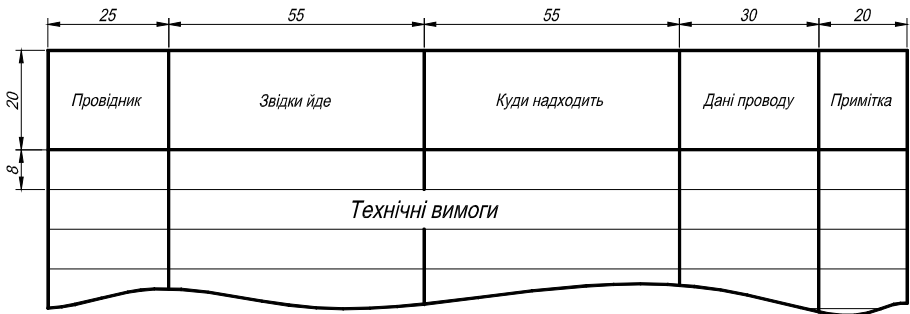 25 55 55 30 20
20
Провідник Звідки йде Куди надходить Дані проводу Примітка
8
Технічні вимоги